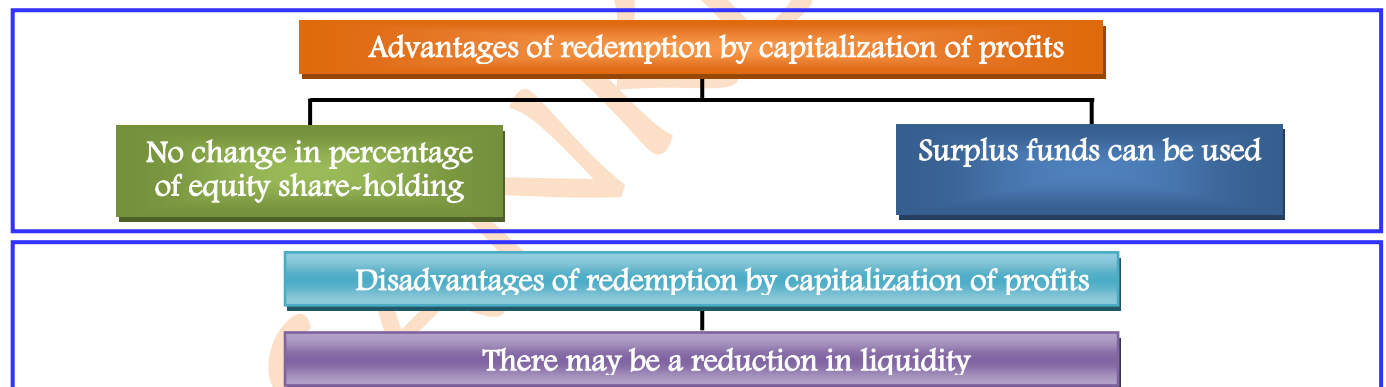 Advantages of redemption by capitalization of profits
No change in percentage
of equity share-holding
Surplus funds can be used
Disadvantages of redemption by capitalization of profits
There may be a reduction in liquidity